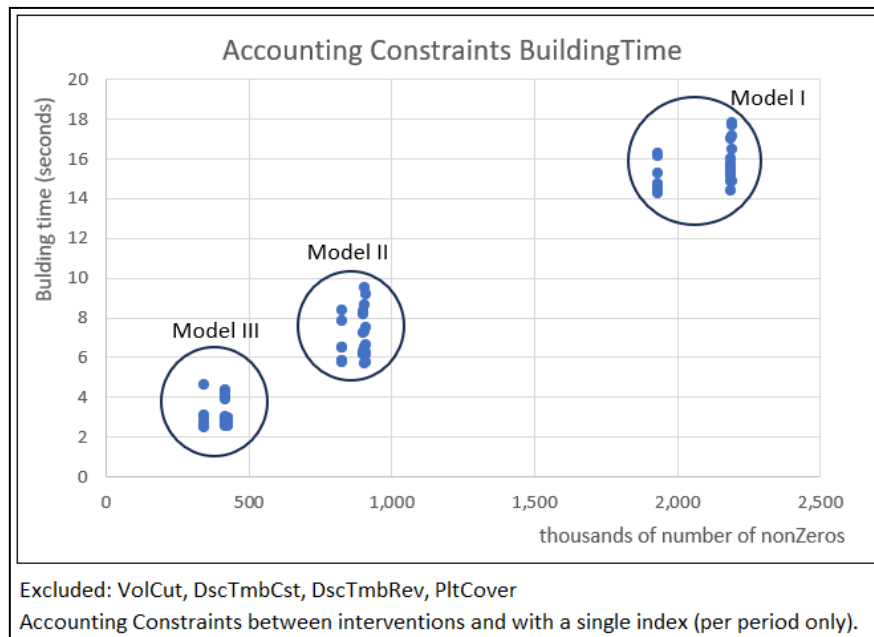 Accounting Constraints BuildingTime
20
18
16
14
12
10
8
6
4
2
0
Bulding time (seconds)
Model I
Model II
Model III
0 500 1,000 1,500 2,000 2,500
thousands of number of nonZeros
Excluded: VolCut, DscTmbCst, DscTmbRev, PltCover
Accounting Constraints between interventions and with a single index (per period only).